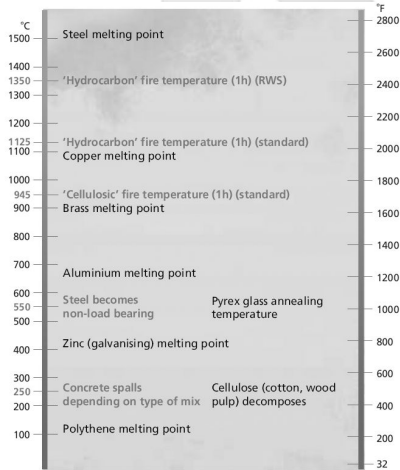 °C
°F
2800
Steel melting point
1500
2600
1400
1350
'Hydrocarbon' fire temperature (1h) (RWS)
2400
1300
2200
1200
1125
'Hydrocarbon' fire temperature (1h) (standard)
1100
Copper melting point
2000
1000
1800
945
'Cellulosic' fire temperature (1h) (standard)
900
Brass melting point
1600
800
1400
700
Aluminium melting point
1200
600
550
Steel becomes
non-load bearing
Pyrex glass annealing
temperature
1000
500
Zinc (galvanising) melting point
800
400
600
300
250
Concrete spalls
depending on type of mix
Cellulose (cotton, wood
pulp) decomposes
200
400
100
Polythene melting point
200
32